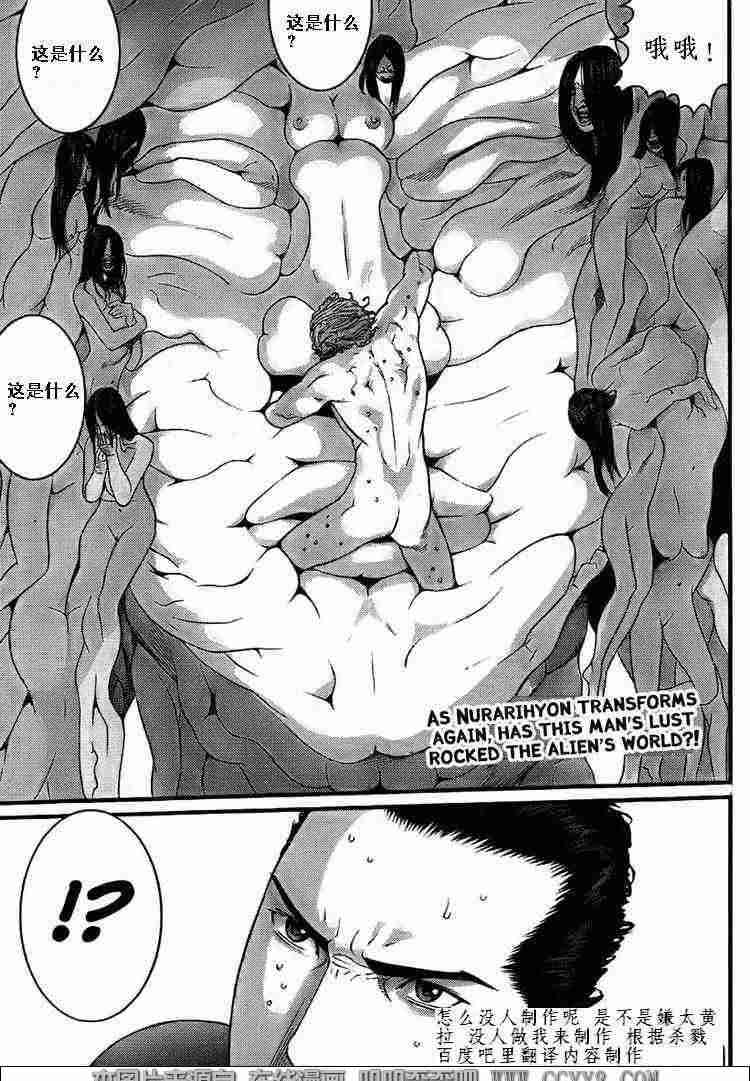 哦哦！
这是什么
？
这是什么
？
这是什么
？
AS NURARIHYON TRANSFORMS
AGAIN, HAS THIS MAN'S LUST
ROCKED THE ALIEN'S WORLD?!
!?
怎么没人制作呢 是不是嫌太黄
拉 没人做我来制作 根据杀戮
百度吧里翻译内容制作